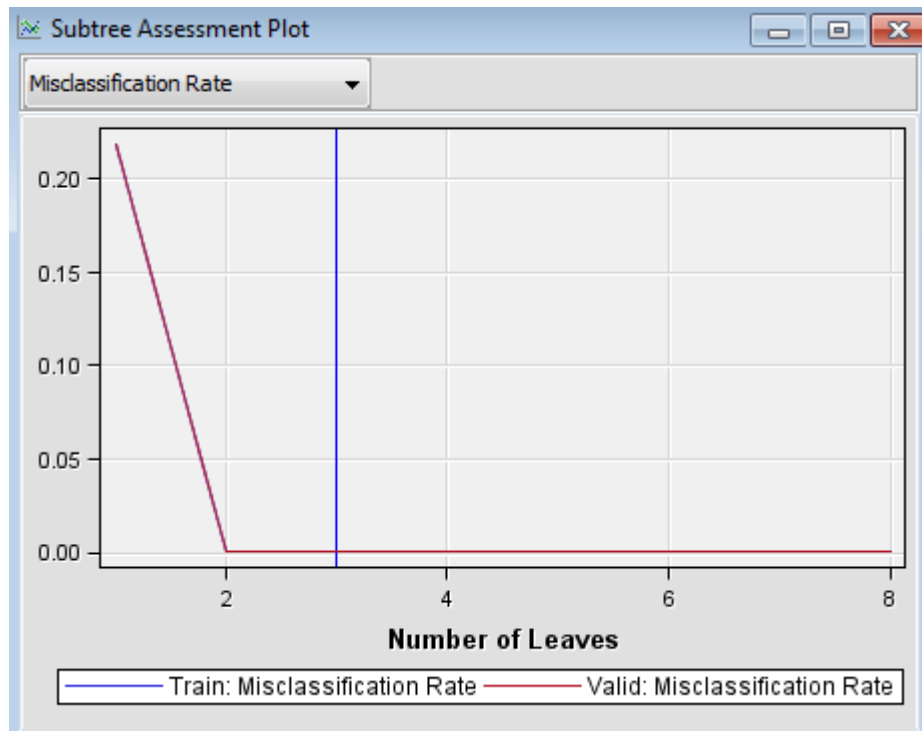 Subtree Assessment Plot
Misclassification Rate
0.20
0.15
0.10
0.05
0.00
2 4 6 8
Number of Leaves
Train: Misclassification Rate Valid: Misclassification Rate